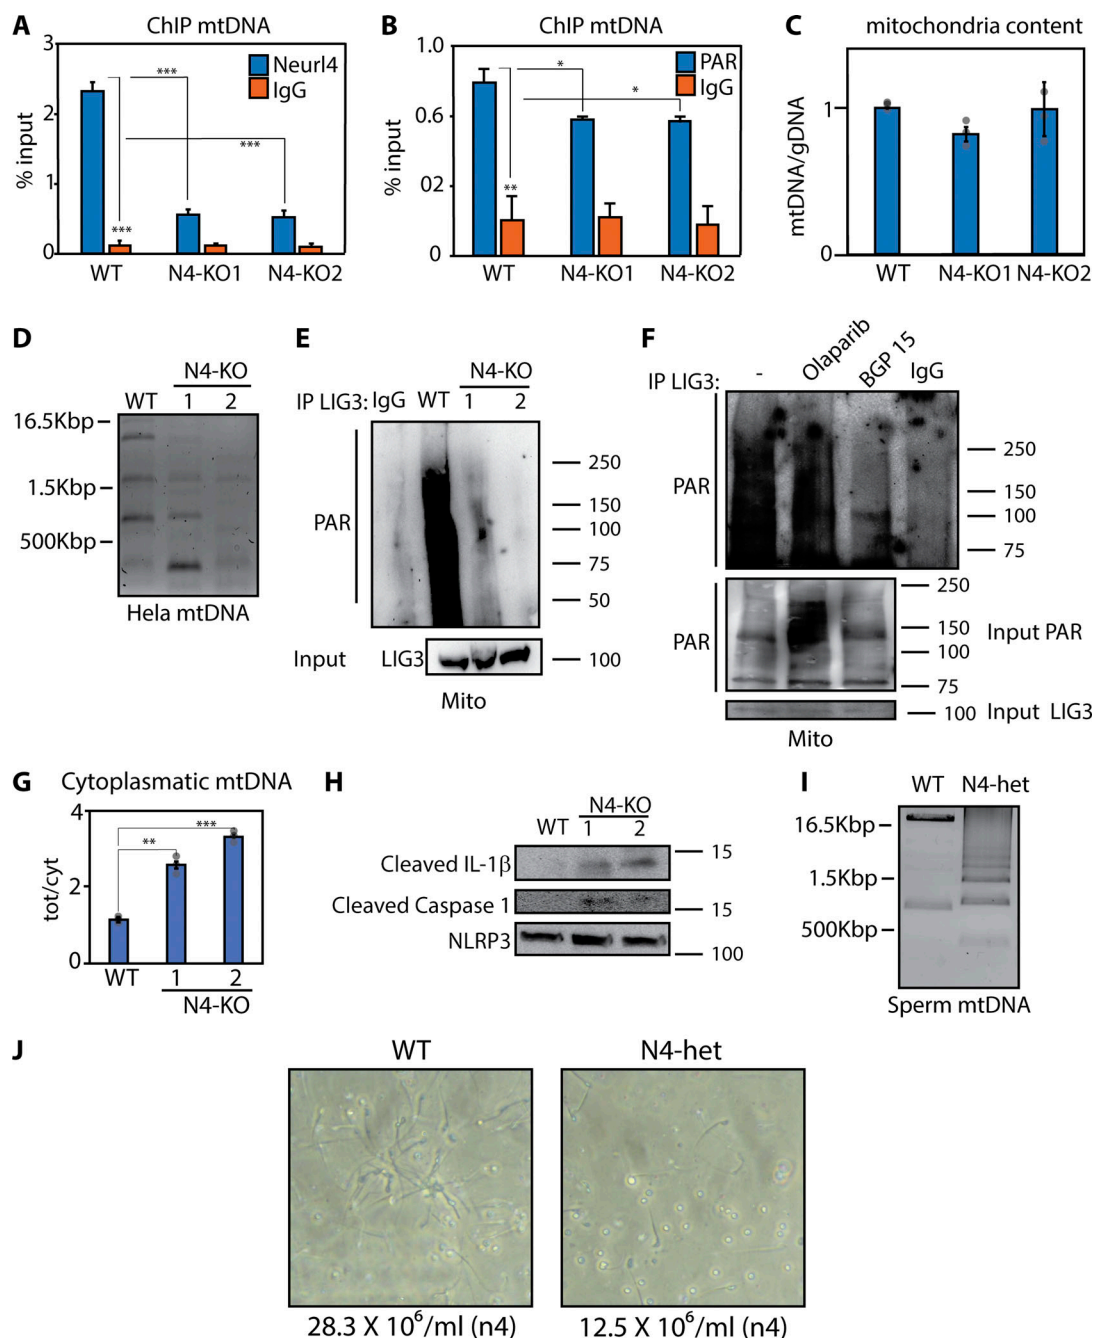 A
ChIP mtDNA
% input
3
2
1
0
Neurl4
IgG
***
***
***
WT
N4-KO1
N4-KO2
B
ChIP mtDNA
% input
1.0
0.6
02
0
PAR
IgG
*
*
**
WT
N4-KO1
N4-KO2
C
mitochondria content
mtDNA/gDNA
1
0
WT
N4-KO1
N4-KO2
D
N4-KO
WT 1 2
16.5Kbp
1.5Kbp
500Kbp
Hela mtDNA
E
N4-KO
IP LIG3: IgG WT 1 2
PAR
250
150
100
75
50
Input LIG3 100
Mito
F
IP LIG3: - Olaparib BGP 15 IgG
PAR
250
150
100
75
PAR
250
150 Input PAR
100
75
100 Input LIG3
Mito
G
Cytoplasmatic mtDNA
tot/cyt
4
2
0
**
***
WT 1 2
N4-KO
H
N4-KO
WT 1 2
Cleaved IL-1β 15
Cleaved Caspase 1 15
NLRP3 100
I
WT N4-het
16.5Kbp
1.5Kbp
500Kbp
Sperm mtDNA
J
WT
N4-het
28.3 X 10⁶/ml (n4)
12.5 X 10⁶/ml (n4)